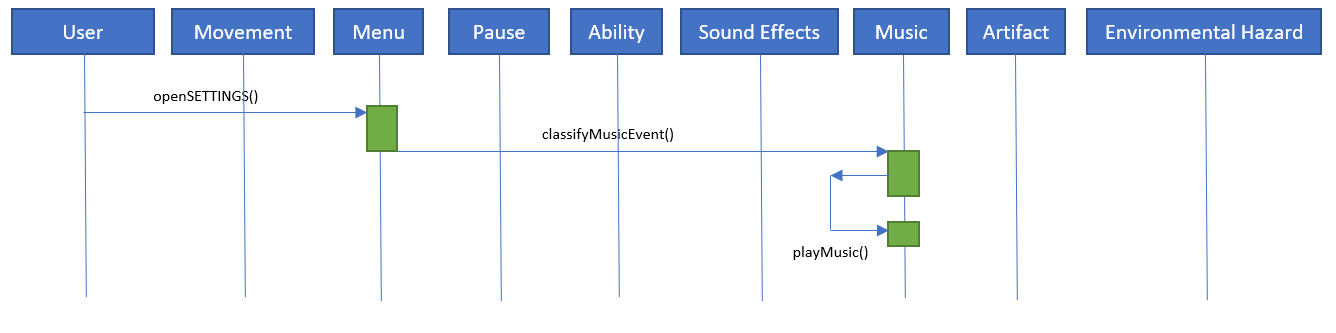 User
Movement
Menu
Pause
Ability
Sound Effects
Music
Artifact
Environmental Hazard
openSETTINGS()
classifyMusicEvent()
playMusic()